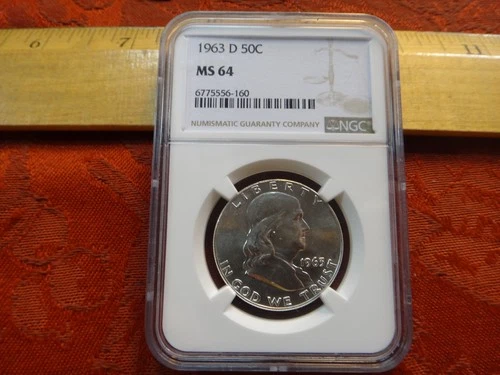 6 7
1963 D 50C
MS 64
6775556-160
NUMISMATIC GUARANTY COMPANY NGC
LIBERTY
1963
IN GOD WE TRUST